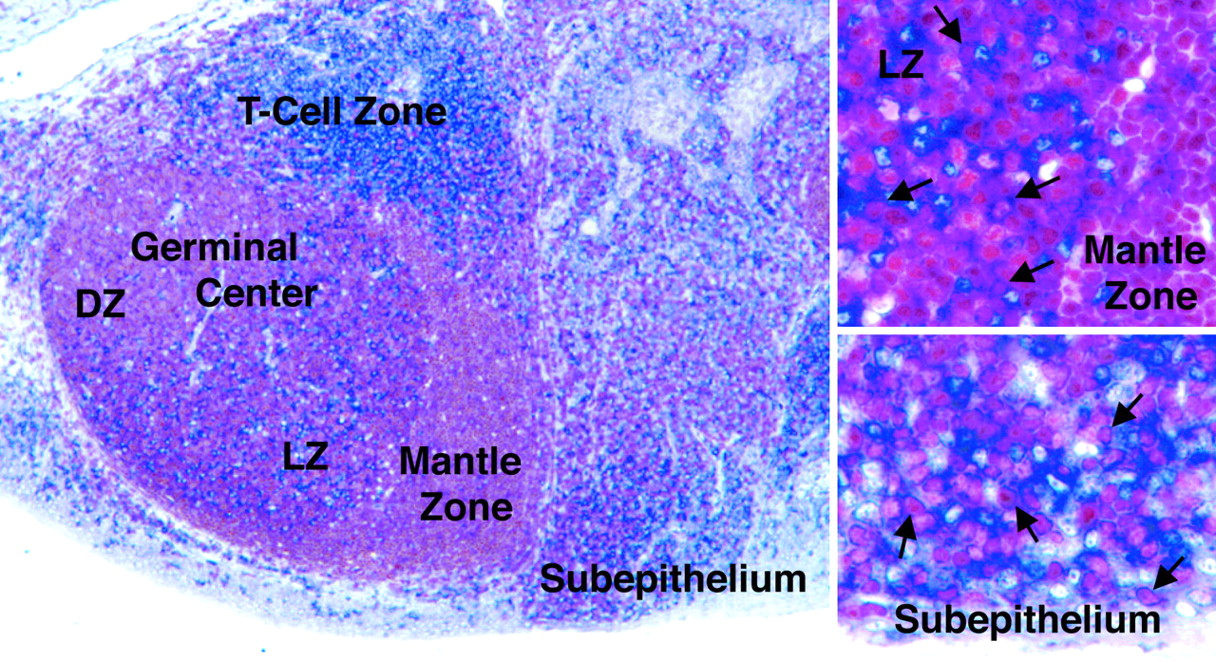 T-Cell Zone
Germinal
Center
DZ
LZ
Mantle
Zone
Subepithelium
LZ
Mantle
Zone
Subepithelium